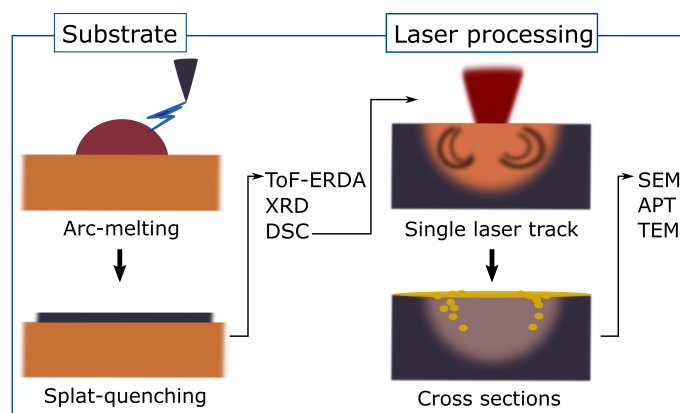 Substrate
Laser processing
Arc-melting
Splat-quenching
ToF-ERDA
XRD
DSC
Single laser track
Cross sections
SEM
APT
TEM